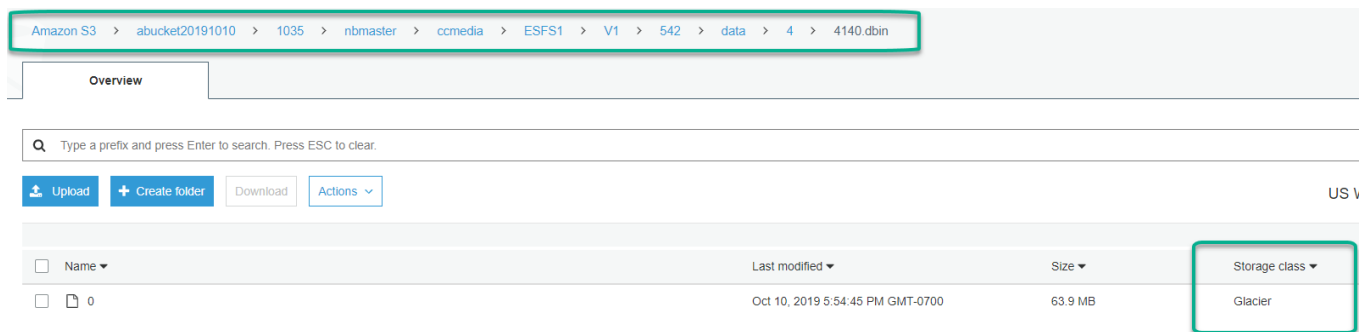 Amazon S3 > abucket20191010 > 1035 > nbmaster > ccmedia > ESFS1 > V1 > 542 > data > 4 > 4140.dbin
Overview
Type a prefix and press Enter to search. Press ESC to clear.
Upload + Create folder Download Actions
US W
Name Last modified Size Storage class
0 Oct 10, 2019 5:54:45 PM GMT-0700 63.9 MB Glacier